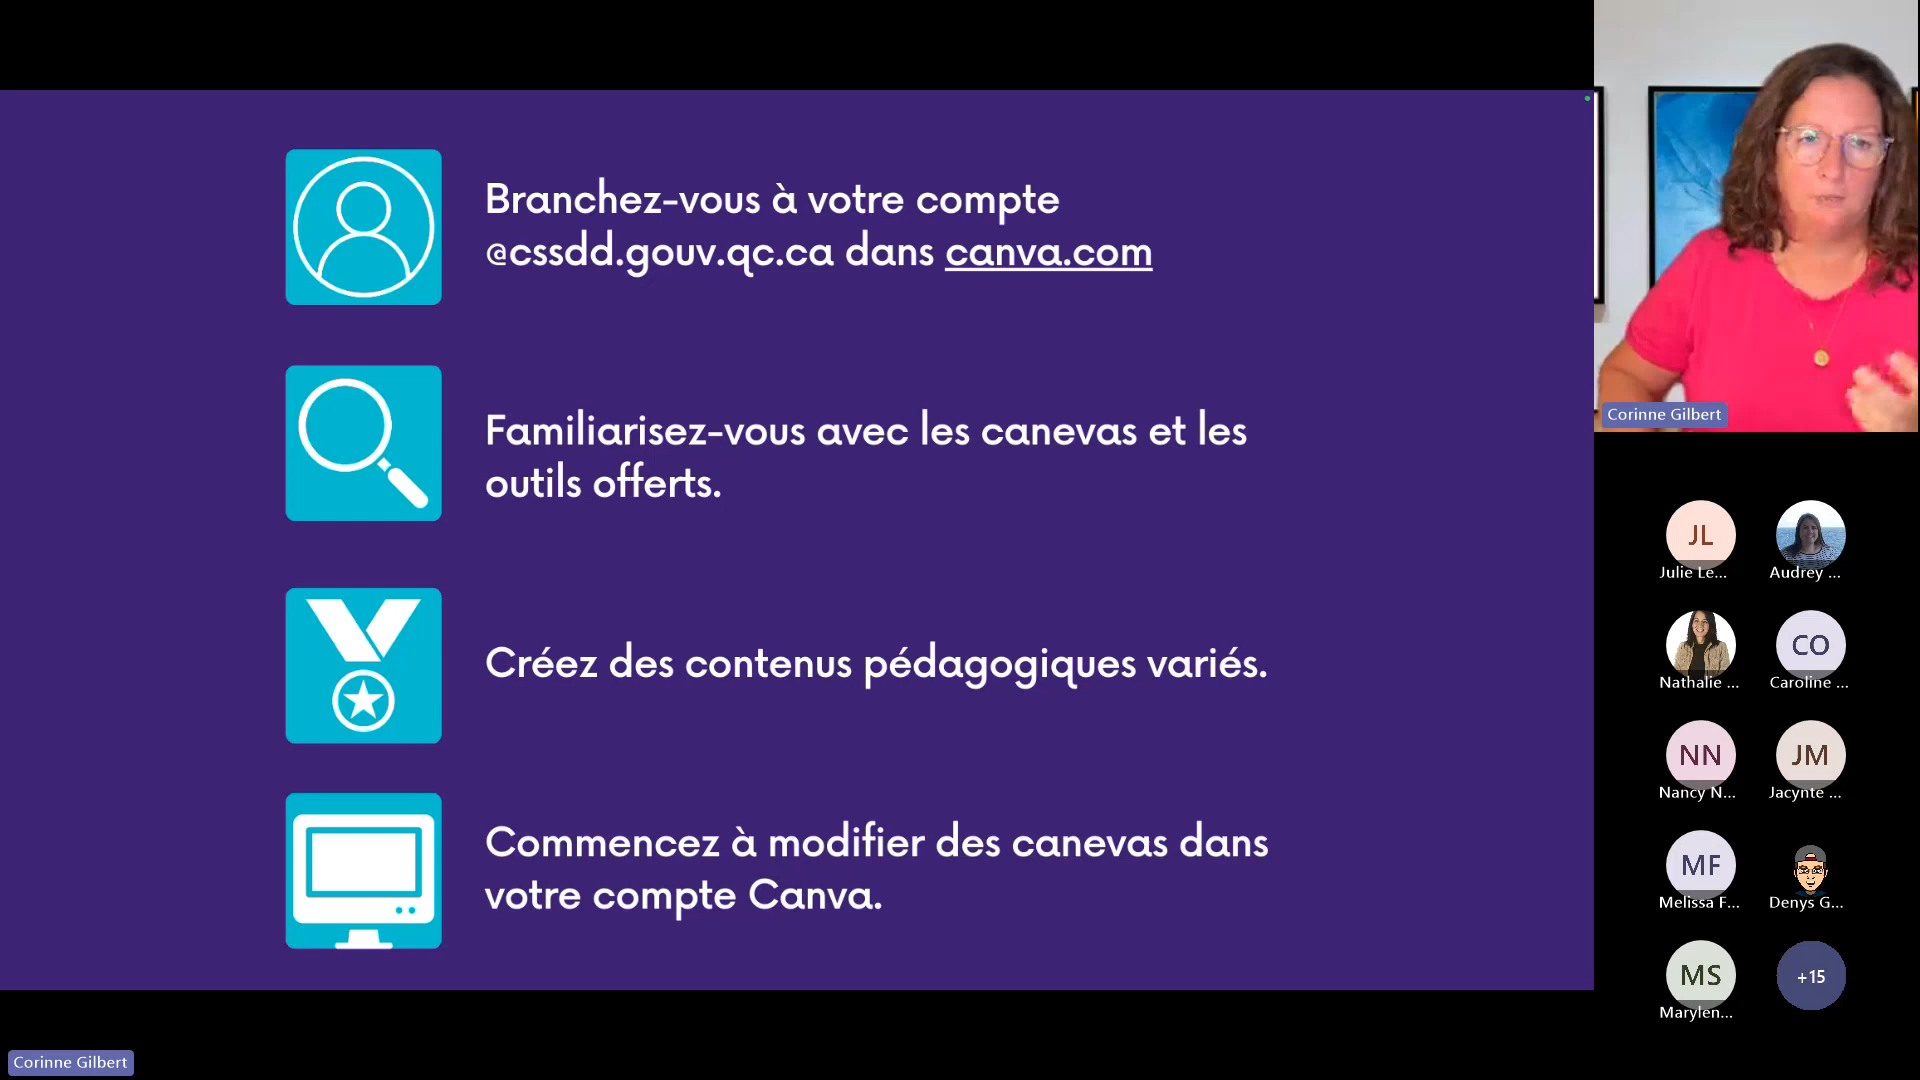 Branchez-vous à votre compte
@cssdd.gouv.qc.ca dans canva.com
Familiarisez-vous avec les canevas et les
outils offerts.
Créez des contenus pédagogiques variés.
Commencez à modifier des canevas dans
votre compte Canva.
Corinne Gilbert
JL
Julie Le...
Audrey ...
Nathalie ...
CO
Caroline ...
NN
Nancy N...
JM
Jacynte ...
MF
Melissa F...
Denys G...
MS
Marylen...
+15
Corinne Gilbert